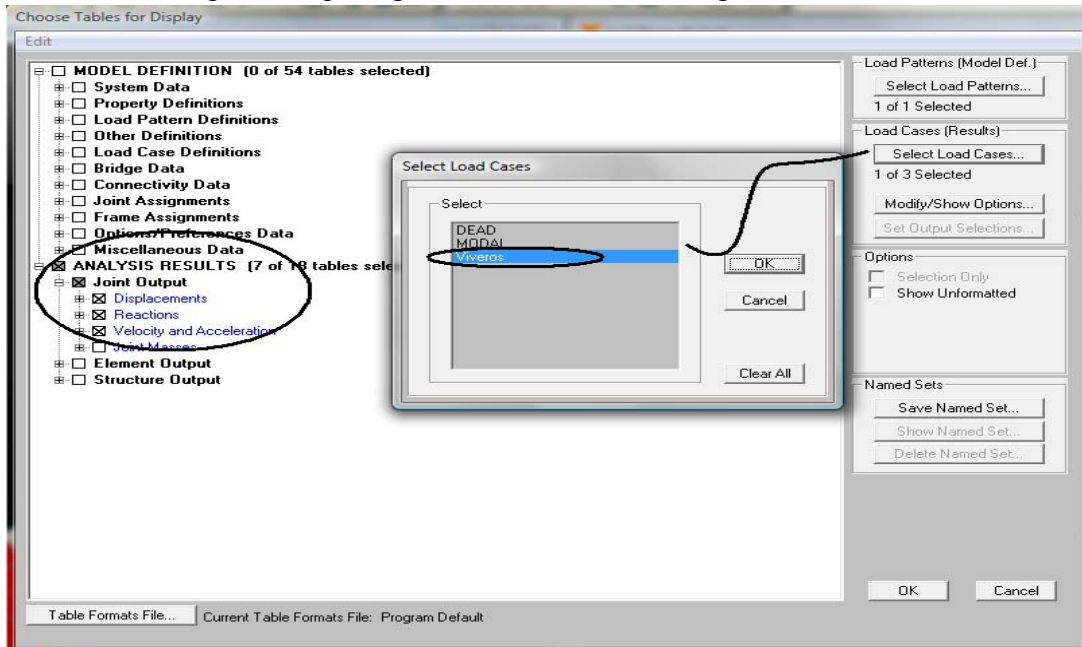 Choose Tables for Display
Edit
MODEL DEFINITION (0 of 54 tables selected)
System Data
Property Definitions
Load Pattern Definitions
Other Definitions
Load Case Definitions
Bridge Data
Connectivity Data
Joint Assignments
Frame Assignments
Options/Preferences Data
Miscellaneous Data
ANALYSIS RESULTS (7 of 18 tables sele
Joint Output
Displacements
Reactions
Velocity and Acceleration
Joint Masses
Element Output
Structure Output
Select Load Cases
Select
DEAD
MODAL
Viveros
OK
Cancel
Clear All
Load Patterns (Model Def.)
Select Load Patterns...
1 of 1 Selected
Load Cases (Results)
Select Load Cases...
1 of 3 Selected
Modify/Show Options...
Set Output Selections...
Options
Selection Only
Show Unformatted
Named Sets
Save Named Set...
Show Named Set...
Delete Named Set...
OK
Cancel
Table Formats File...
Current Table Formats File: Program Default